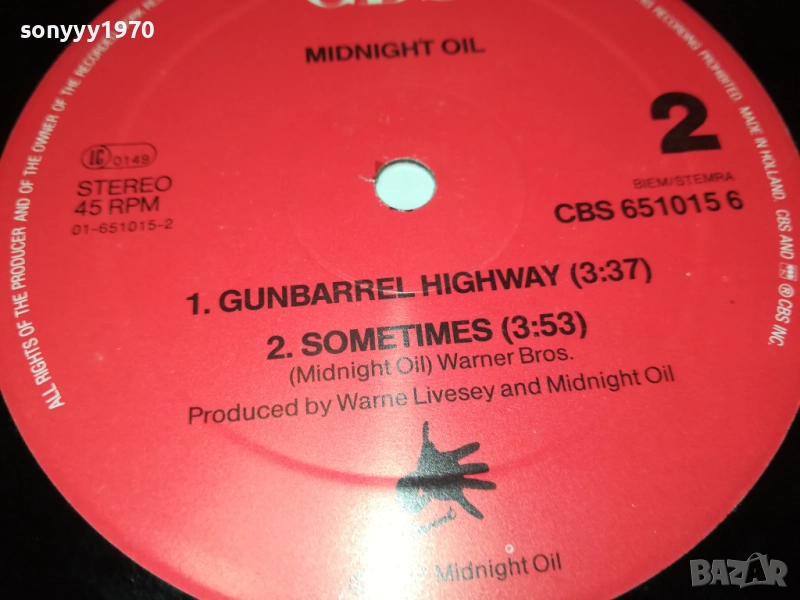 sonyyy1970
MIDNIGHT OIL
2
IC 0149
STEREO
45 RPM
01-651015-2
BIEM/STEMRA
CBS 651015 6
1. GUNBARREL HIGHWAY (3:37)
2. SOMETIMES (3:53)
(Midnight Oil) Warner Bros.
Produced by Warne Livesey and Midnight Oil
Midnight Oil
ALL RIGHTS OF THE PRODUCER AND OF THE OWNER OF THE RECORDED
RECORDING PROHIBITED. MADE IN HOLLAND. CBS AND ℗ CBS INC.
BAZAR